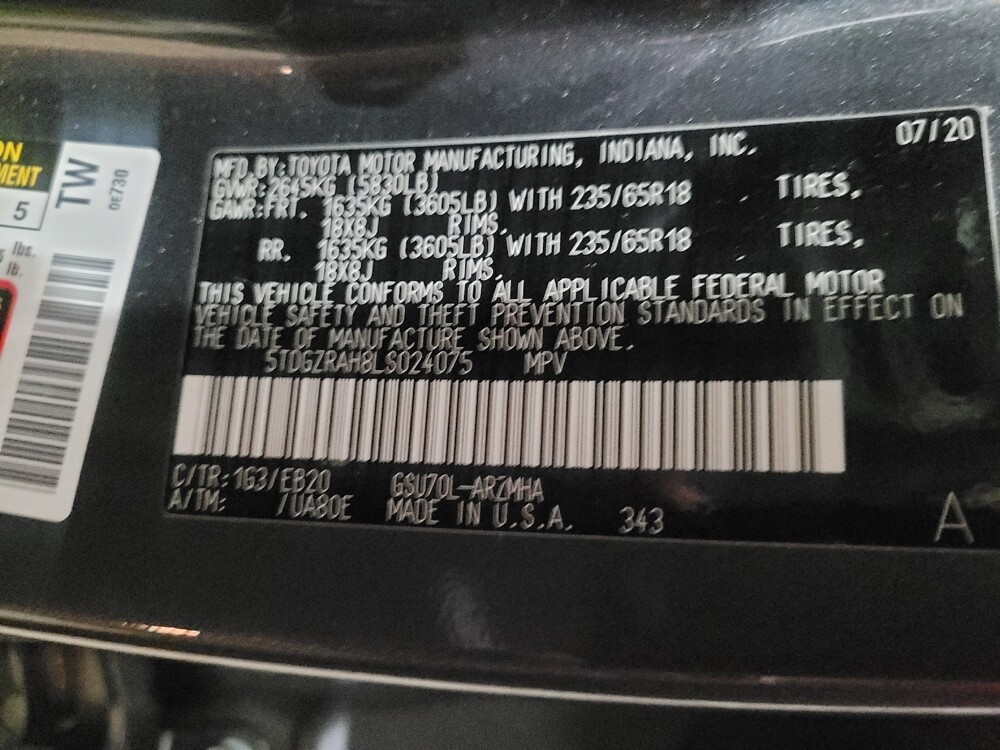 07/20
MFD.BY:TOYOTA MOTOR MANUFACTURING, INDIANA, INC.
GVWR:2645KG (5830LB)
GAWR:FRT. 1635KG (3605LB) WITH 235/65R18 TIRES,
18X8J RIMS,
RR. 1635KG (3605LB) WITH 235/65R18 TIRES,
18X8J RIMS,
THIS VEHICLE CONFORMS TO ALL APPLICABLE FEDERAL MOTOR
VEHICLE SAFETY AND THEFT PREVENTION STANDARDS IN EFFECT ON
THE DATE OF MANUFACTURE SHOWN ABOVE.
5TDGZRAH8LS024075 MPV
C/TR:1G3/EB20 GSU70L-ARZMHA
A/TM: /UA80E MADE IN U.S.A. 343
A
TW
0E730
5
lbs.
lb.